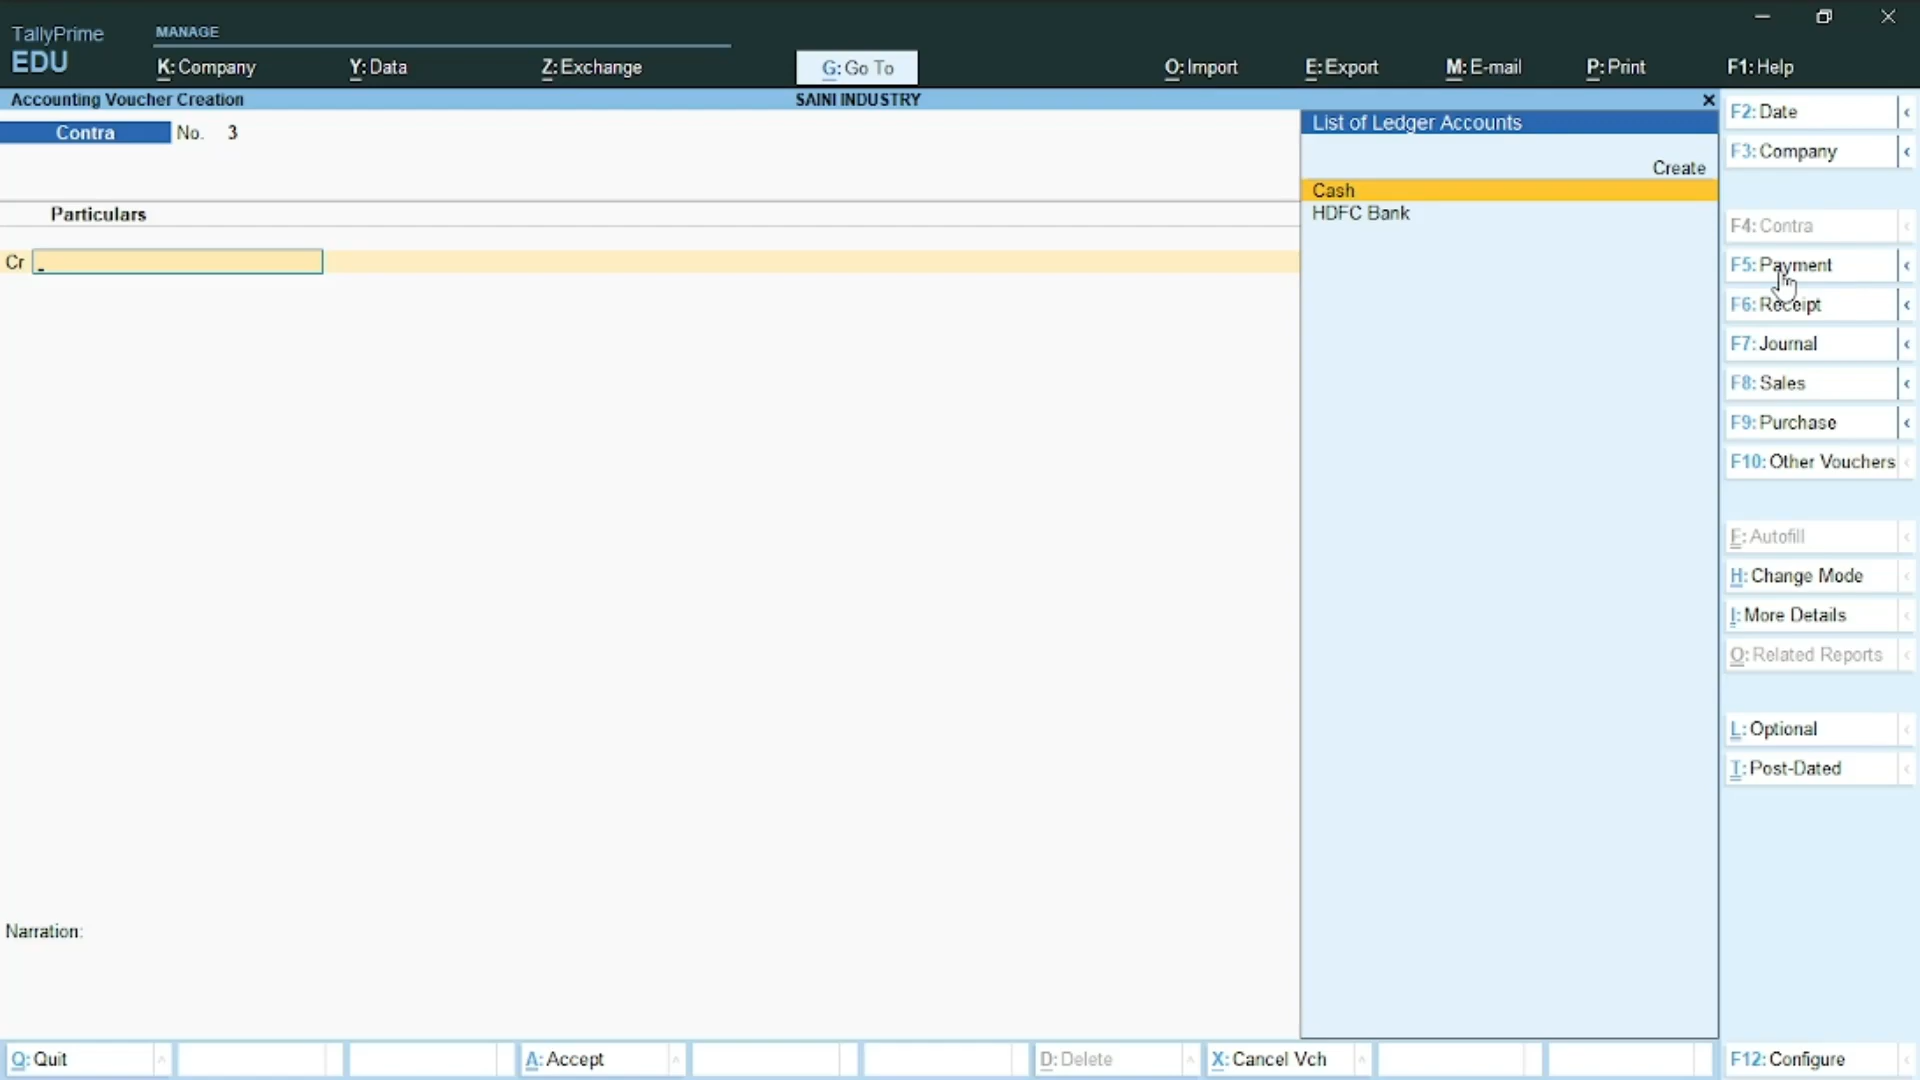 TallyPrime
EDU
MANAGE
K: Company
Y: Data
Z: Exchange
G: Go To
O: Import
E: Export
M: E-mail
P: Print
F1: Help
Accounting Voucher Creation
SAINI INDUSTRY
Contra
No. 3
Particulars
Cr
List of Ledger Accounts
Create
Cash
HDFC Bank
F2: Date
F3: Company
F4: Contra
F5: Payment
F6: Receipt
F7: Journal
F8: Sales
F9: Purchase
F10: Other Vouchers
F: Autofill
H: Change Mode
I: More Details
O: Related Reports
L: Optional
T: Post-Dated
Narration:
Q: Quit
A: Accept
D: Delete
X: Cancel Vch
F12: Configure